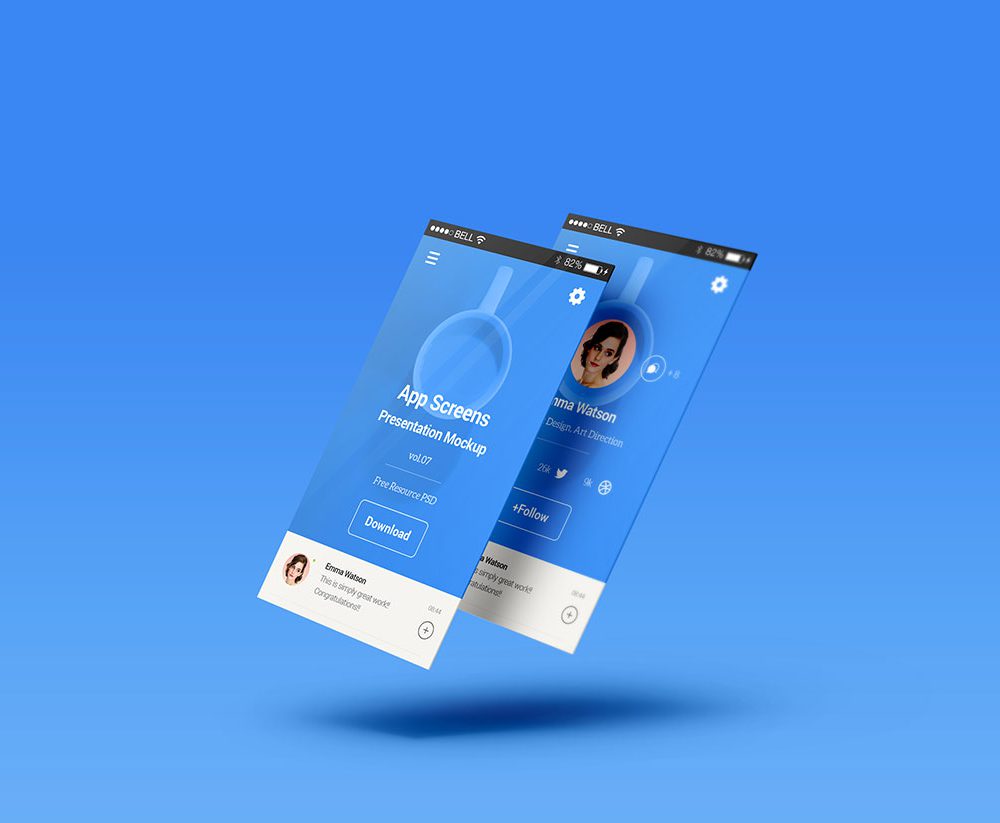 BELL
82%
App Screens
Presentation Mockup
vol.07
Free Resource PSD
Download
Emma Watson
This is simply great work!!
Congratulations!!
08:44
BELL
82%
+8
mma Watson
Design, Art Direction
26k
9k
+Follow
a Watson
s simply great work!!
ratulations!!
08:44